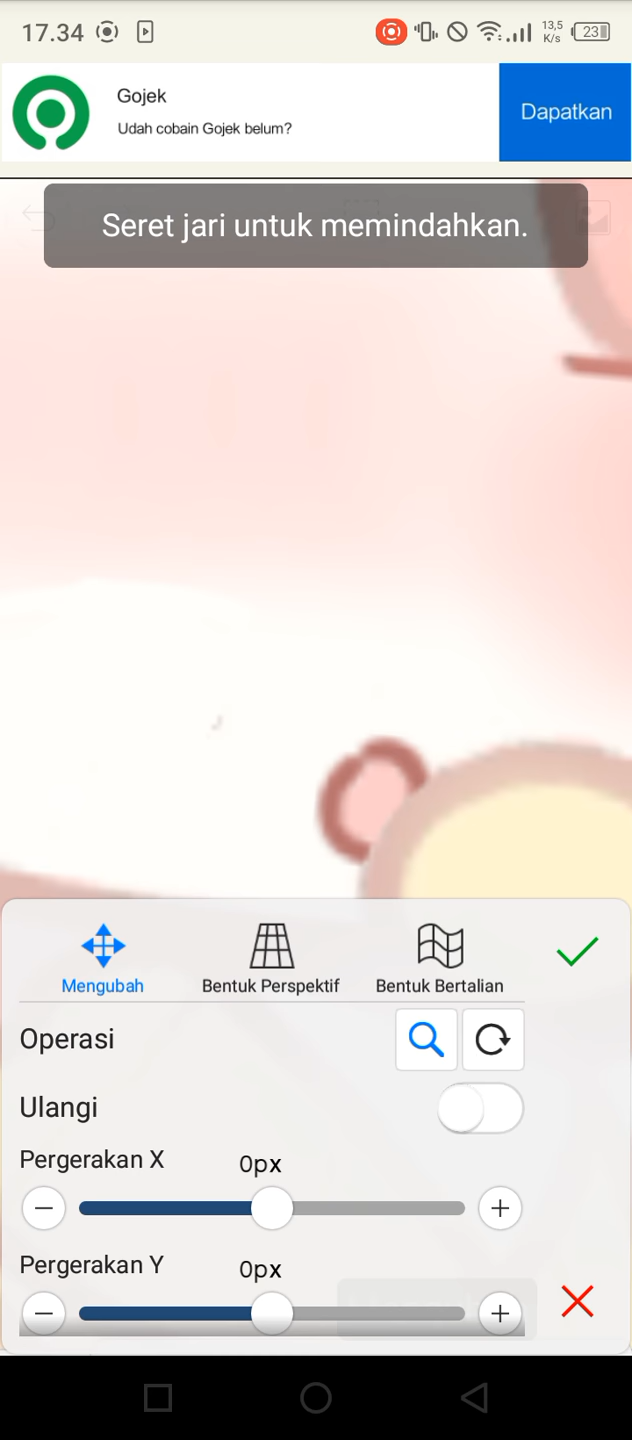 17.34
13,5
K/s
23
Gojek
Udah cobain Gojek belum?
Dapatkan
Seret jari untuk memindahkan.
Mengubah
Bentuk Perspektif
Bentuk Bertalian
Operasi
Ulangi
Pergerakan X
0px
Pergerakan Y
0px